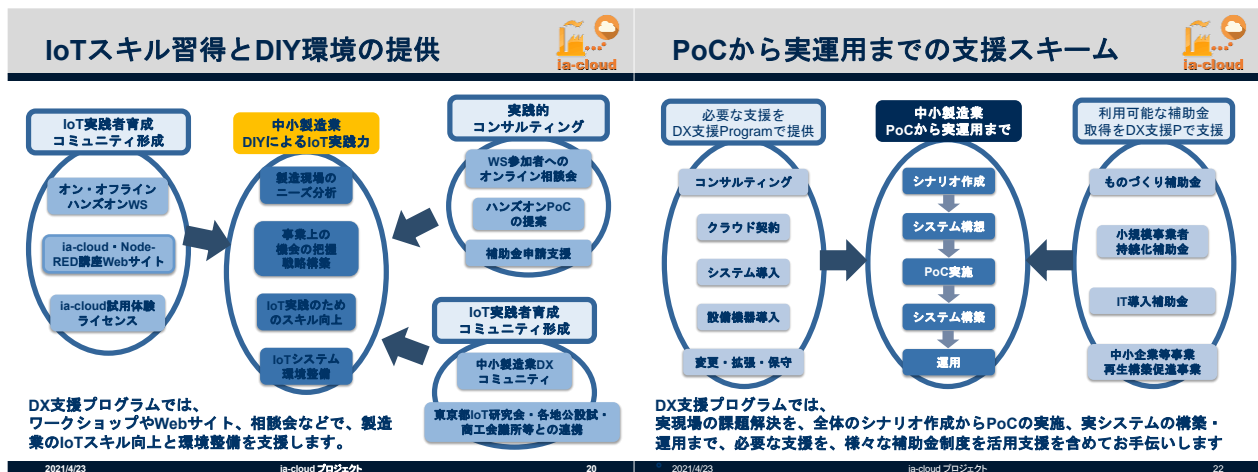 IoTスキル習得とDIY環境の提供
ia-cloud
IoT実践者育成
コミュニティ形成
オン・オフライン
ハンズオンWS
ia-cloud・Node-
RED講座Webサイト
ia-cloud試用体験
ライセンス
中小製造業
DIYによるIoT実践力
製造現場の
ニーズ分析
事業上の
機会の把握
戦略構築
IoT実践のため
のスキル向上
IoTシステム
環境整備
実践的
コンサルティング
WS参加者への
オンライン相談会
ハンズオンPoC
の提案
補助金申請支援
IoT実践者育成
コミュニティ形成
中小製造業DX
コミュニティ
東京都IoT研究会・各地公設試・
商工会議所等との連携
DX支援プログラムでは、
ワークショップやWebサイト、相談会などで、製造
業のIoTスキル向上と環境整備を支援します。
2021/4/23
ia-cloud プロジェクト
20
PoCから実運用までの支援スキーム
ia-cloud
必要な支援を
DX支援Programで提供
コンサルティング
クラウド契約
システム導入
設備機器導入
変更・拡張・保守
中小製造業
PoCから実運用まで
シナリオ作成
システム構想
PoC実施
システム構築
運用
利用可能な補助金
取得をDX支援Pで支援
ものづくり補助金
小規模事業者
持続化補助金
IT導入補助金
中小企業等事業
再生構築促進事業
DX支援プログラムでは、
実現場の課題解決を、全体のシナリオ作成からPoCの実施、実システムの構築・
運用まで、必要な支援を、様々な補助金制度を活用支援を含めてお手伝いします
2021/4/23
ia-cloud プロジェクト
22